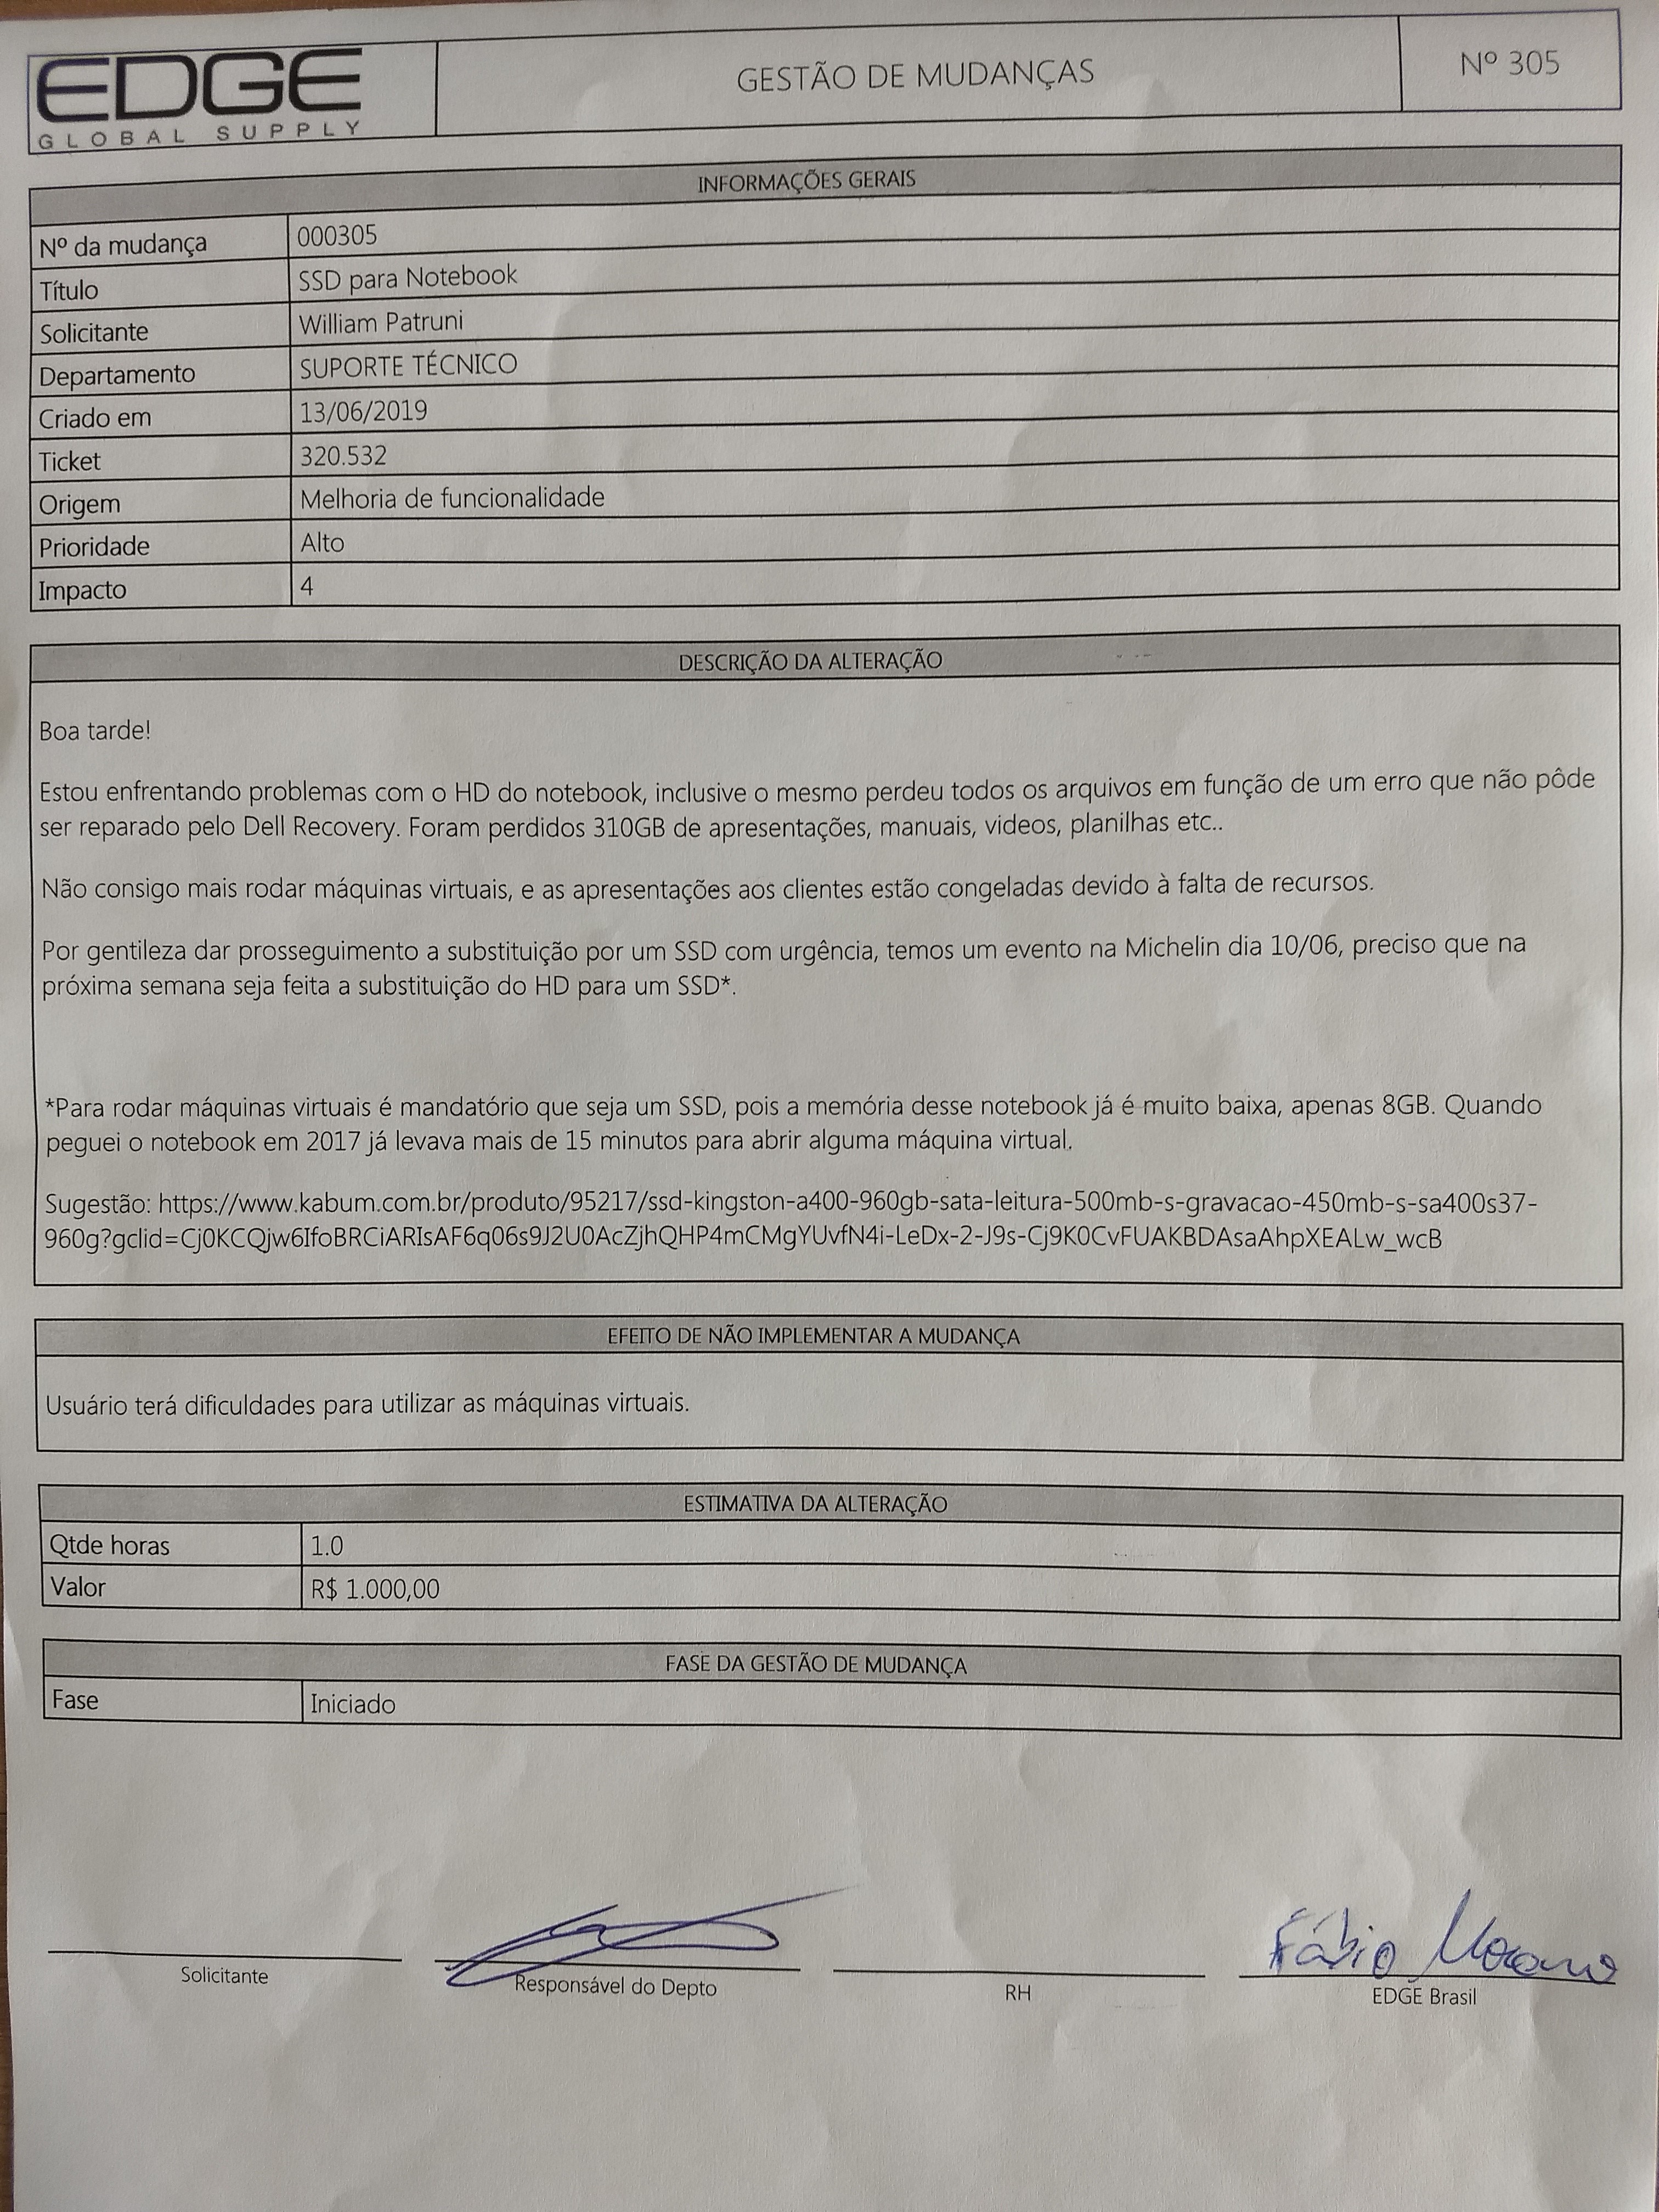 EDGE
GLOBAL SUPPLY
GESTÃO DE MUDANÇAS
Nº 305
INFORMAÇÕES GERAIS
Nº da mudança 000305
Título SSD para Notebook
Solicitante William Patruni
Departamento SUPORTE TÉCNICO
Criado em 13/06/2019
Ticket 320.532
Origem Melhoria de funcionalidade
Prioridade Alto
Impacto 4
DESCRIÇÃO DA ALTERAÇÃO
Boa tarde!
Estou enfrentando problemas com o HD do notebook, inclusive o mesmo perdeu todos os arquivos em função de um erro que não pôde
ser reparado pelo Dell Recovery. Foram perdidos 310GB de apresentações, manuais, videos, planilhas etc..
Não consigo mais rodar máquinas virtuais, e as apresentações aos clientes estão congeladas devido à falta de recursos.
Por gentileza dar prosseguimento a substituição por um SSD com urgência, temos um evento na Michelin dia 10/06, preciso que na
próxima semana seja feita a substituição do HD para um SSD*.
*Para rodar máquinas virtuais é mandatório que seja um SSD, pois a memória desse notebook já é muito baixa, apenas 8GB. Quando
peguei o notebook em 2017 já levava mais de 15 minutos para abrir alguma máquina virtual.
Sugestão: https://www.kabum.com.br/produto/95217/ssd-kingston-a400-960gb-sata-leitura-500mb-s-gravacao-450mb-s-sa400s37-
960g?gclid=Cj0KCQjw6IfoBRCiARIsAF6q06s9J2U0AcZjhQHP4mCMgYUvfN4i-LeDx-2-J9s-Cj9K0CvFUAKBDAsaAhpXEALw_wcB
EFEITO DE NÃO IMPLEMENTAR A MUDANÇA
Usuário terá dificuldades para utilizar as máquinas virtuais.
ESTIMATIVA DA ALTERAÇÃO
Qtde horas 1.0
Valor R$ 1.000,00
FASE DA GESTÃO DE MUDANÇA
Fase Iniciado
Fábio
Solicitante
Responsável do Depto
RH
EDGE Brasil